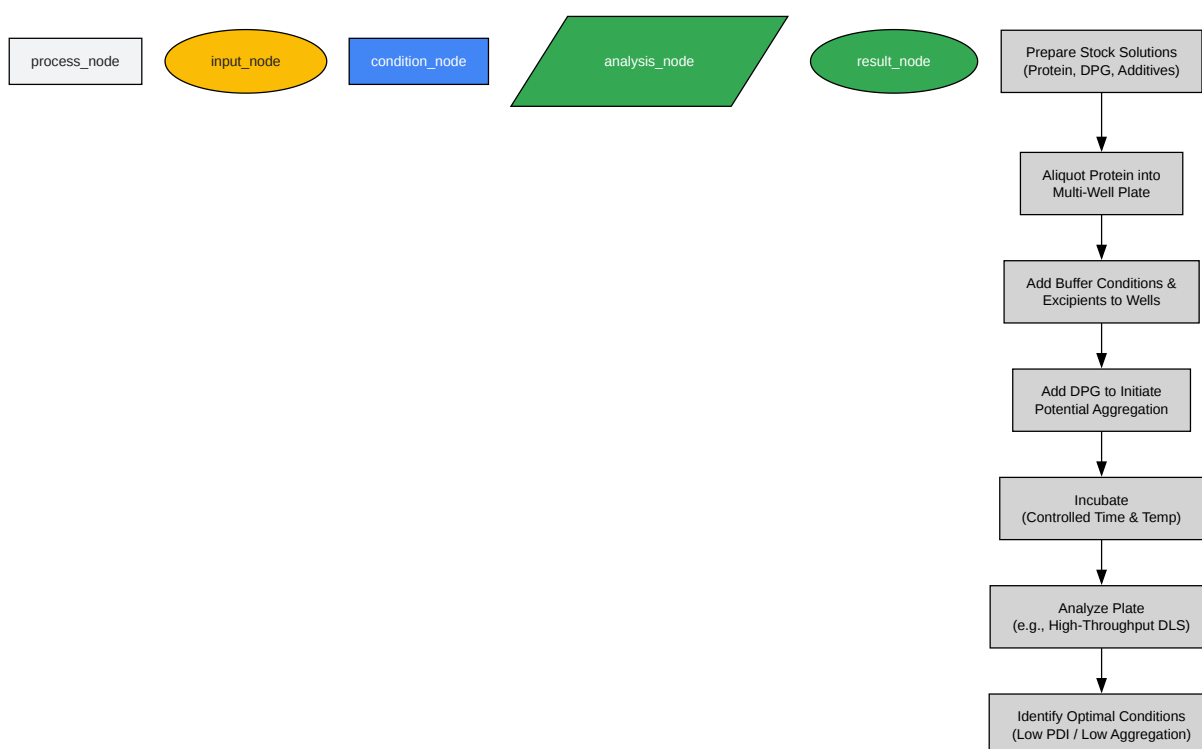 process_node
input_node
condition_node
analysis_node
result_node
Prepare Stock Solutions
(Protein, DPG, Additives)
Aliquot Protein into
Multi-Well Plate
Add Buffer Conditions &
Excipients to Wells
Add DPG to Initiate
Potential Aggregation
Incubate
(Controlled Time & Temp)
Analyze Plate
(e.g., High-Throughput DLS)
Identify Optimal Conditions
(Low PDI / Low Aggregation)